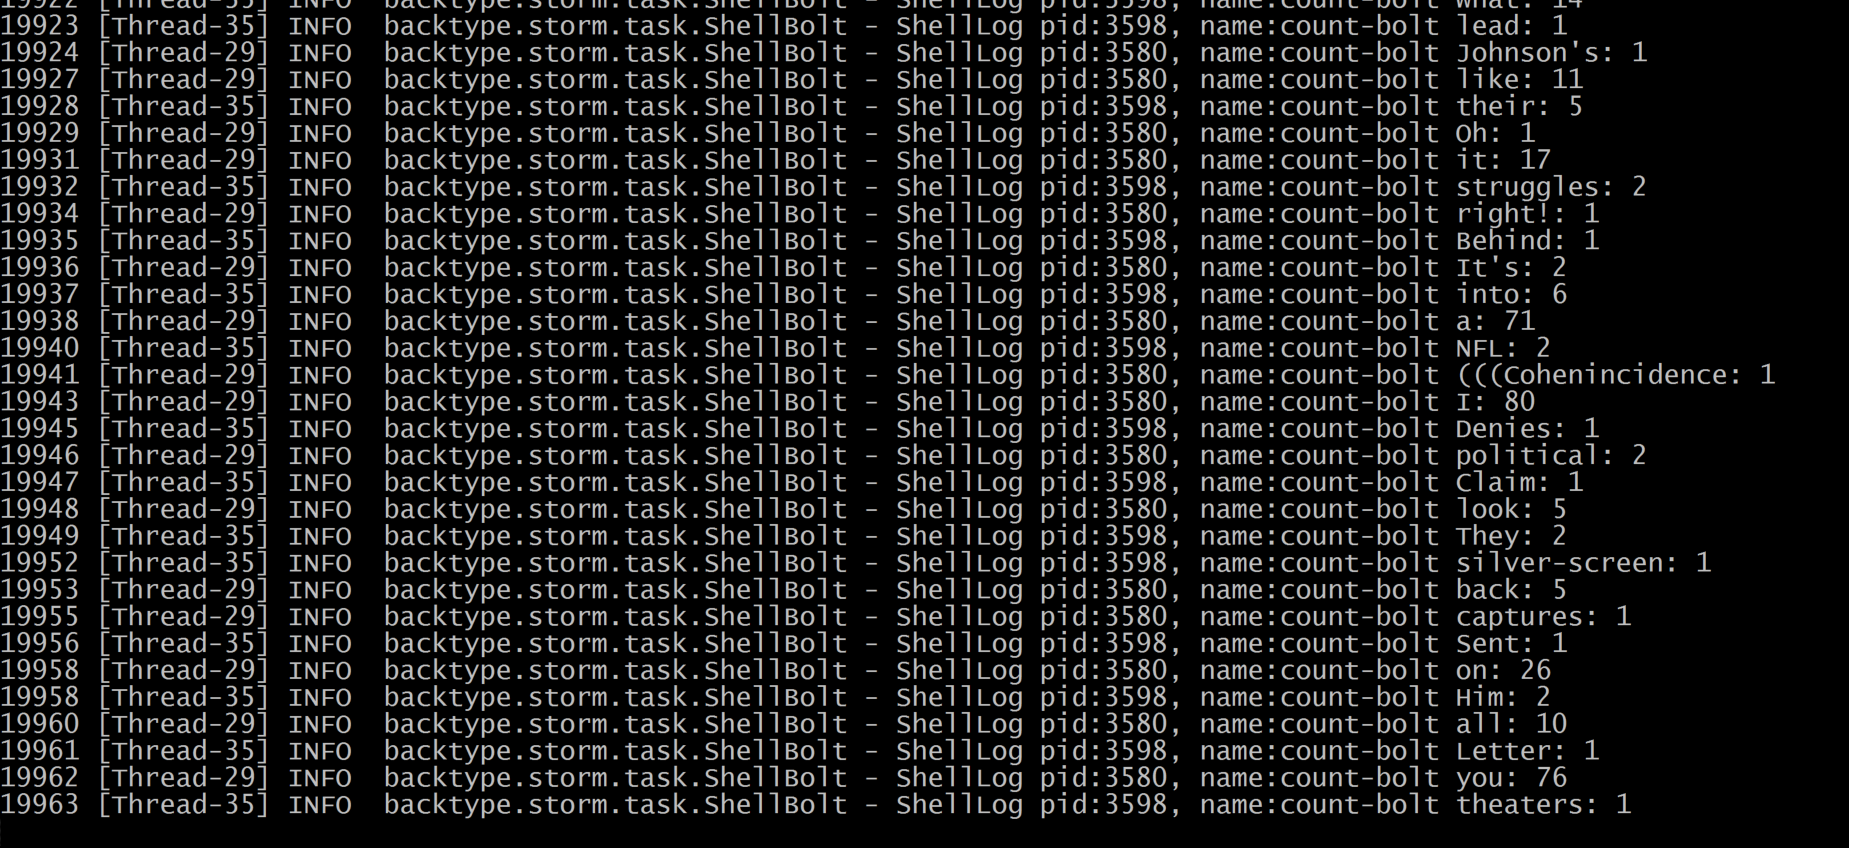 19922 [Thread-35] INFO  backtype.storm.task.ShellBolt - ShellLog pid:3598, name:count-bolt What: 14
19923 [Thread-35] INFO  backtype.storm.task.ShellBolt - ShellLog pid:3598, name:count-bolt lead: 1
19924 [Thread-29] INFO  backtype.storm.task.ShellBolt - ShellLog pid:3580, name:count-bolt Johnson's: 1
19927 [Thread-29] INFO  backtype.storm.task.ShellBolt - ShellLog pid:3580, name:count-bolt like: 11
19928 [Thread-35] INFO  backtype.storm.task.ShellBolt - ShellLog pid:3598, name:count-bolt their: 5
19929 [Thread-29] INFO  backtype.storm.task.ShellBolt - ShellLog pid:3580, name:count-bolt Oh: 1
19931 [Thread-29] INFO  backtype.storm.task.ShellBolt - ShellLog pid:3580, name:count-bolt it: 17
19932 [Thread-35] INFO  backtype.storm.task.ShellBolt - ShellLog pid:3598, name:count-bolt struggles: 2
19934 [Thread-29] INFO  backtype.storm.task.ShellBolt - ShellLog pid:3580, name:count-bolt right!: 1
19935 [Thread-35] INFO  backtype.storm.task.ShellBolt - ShellLog pid:3598, name:count-bolt Behind: 1
19936 [Thread-29] INFO  backtype.storm.task.ShellBolt - ShellLog pid:3580, name:count-bolt It's: 2
19937 [Thread-35] INFO  backtype.storm.task.ShellBolt - ShellLog pid:3598, name:count-bolt into: 6
19938 [Thread-29] INFO  backtype.storm.task.ShellBolt - ShellLog pid:3580, name:count-bolt a: 71
19940 [Thread-35] INFO  backtype.storm.task.ShellBolt - ShellLog pid:3598, name:count-bolt NFL: 2
19941 [Thread-29] INFO  backtype.storm.task.ShellBolt - ShellLog pid:3580, name:count-bolt (((Cohenincidence: 1
19943 [Thread-29] INFO  backtype.storm.task.ShellBolt - ShellLog pid:3580, name:count-bolt I: 80
19945 [Thread-35] INFO  backtype.storm.task.ShellBolt - ShellLog pid:3598, name:count-bolt Denies: 1
19946 [Thread-29] INFO  backtype.storm.task.ShellBolt - ShellLog pid:3580, name:count-bolt political: 2
19947 [Thread-35] INFO  backtype.storm.task.ShellBolt - ShellLog pid:3598, name:count-bolt Claim: 1
19948 [Thread-29] INFO  backtype.storm.task.ShellBolt - ShellLog pid:3580, name:count-bolt look: 5
19949 [Thread-35] INFO  backtype.storm.task.ShellBolt - ShellLog pid:3598, name:count-bolt They: 2
19952 [Thread-35] INFO  backtype.storm.task.ShellBolt - ShellLog pid:3598, name:count-bolt silver-screen: 1
19953 [Thread-29] INFO  backtype.storm.task.ShellBolt - ShellLog pid:3580, name:count-bolt back: 5
19955 [Thread-29] INFO  backtype.storm.task.ShellBolt - ShellLog pid:3580, name:count-bolt captures: 1
19956 [Thread-35] INFO  backtype.storm.task.ShellBolt - ShellLog pid:3598, name:count-bolt Sent: 1
19958 [Thread-29] INFO  backtype.storm.task.ShellBolt - ShellLog pid:3580, name:count-bolt on: 26
19958 [Thread-35] INFO  backtype.storm.task.ShellBolt - ShellLog pid:3598, name:count-bolt Him: 2
19960 [Thread-29] INFO  backtype.storm.task.ShellBolt - ShellLog pid:3580, name:count-bolt all: 10
19961 [Thread-35] INFO  backtype.storm.task.ShellBolt - ShellLog pid:3598, name:count-bolt Letter: 1
19962 [Thread-29] INFO  backtype.storm.task.ShellBolt - ShellLog pid:3580, name:count-bolt you: 76
19963 [Thread-35] INFO  backtype.storm.task.ShellBolt - ShellLog pid:3598, name:count-bolt theaters: 1